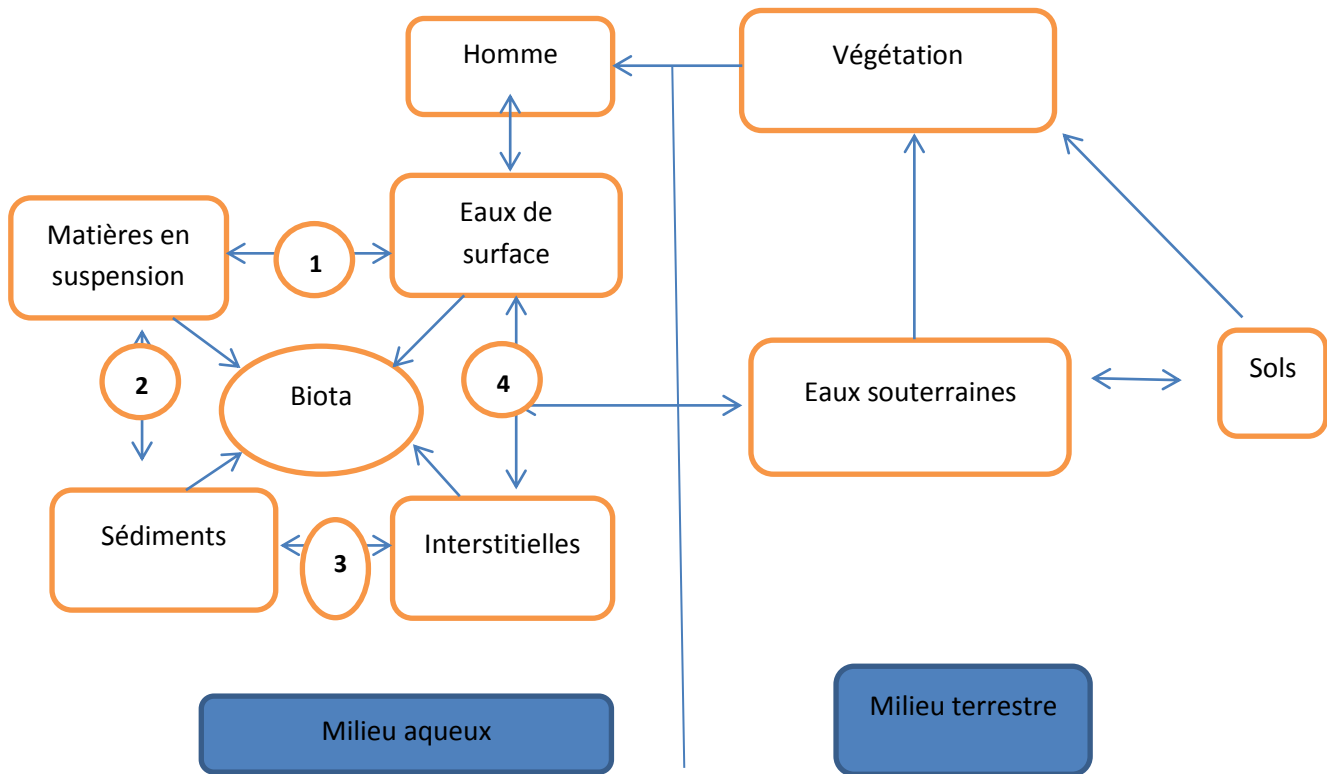 Homme
Végétation
Matières en
suspension
1
Eaux de
surface
2
Biota
4
Eaux souterraines
Sols
Sédiments
3
Interstitielles
Milieu aqueux
Milieu terrestre